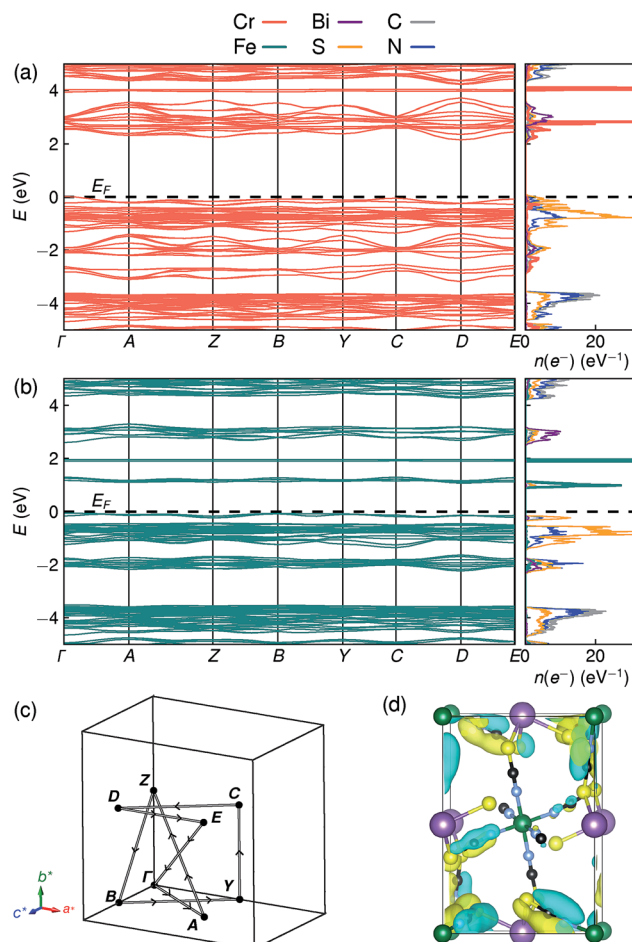 Cr Bi C
Fe S N
(a)
4
2
0
−2
−4
E (eV)
E_F
Γ A Z B Y C D E
0 20
n(e⁻) (eV⁻¹)
(b)
4
2
0
−2
−4
E (eV)
E_F
Γ A Z B Y C D E
0 20
n(e⁻) (eV⁻¹)
(c)
Z
D C
E
Γ
B Y
A
b*
c* a*
(d)